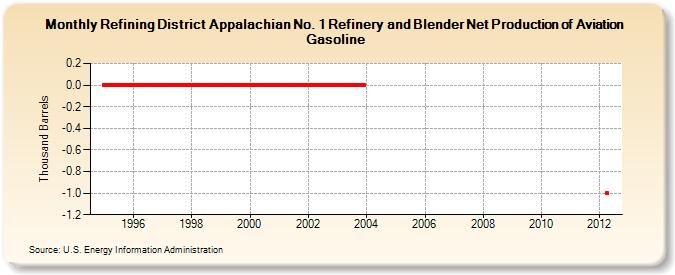 Monthly Refining District Appalachian No. 1 Refinery and Blender Net Production of Aviation
Gasoline
Thousand Barrels
0.2
0.0
-0.2
-0.4
-0.6
-0.8
-1.0
-1.2
1996 1998 2000 2002 2004 2006 2008 2010 2012
Source: U.S. Energy Information Administration